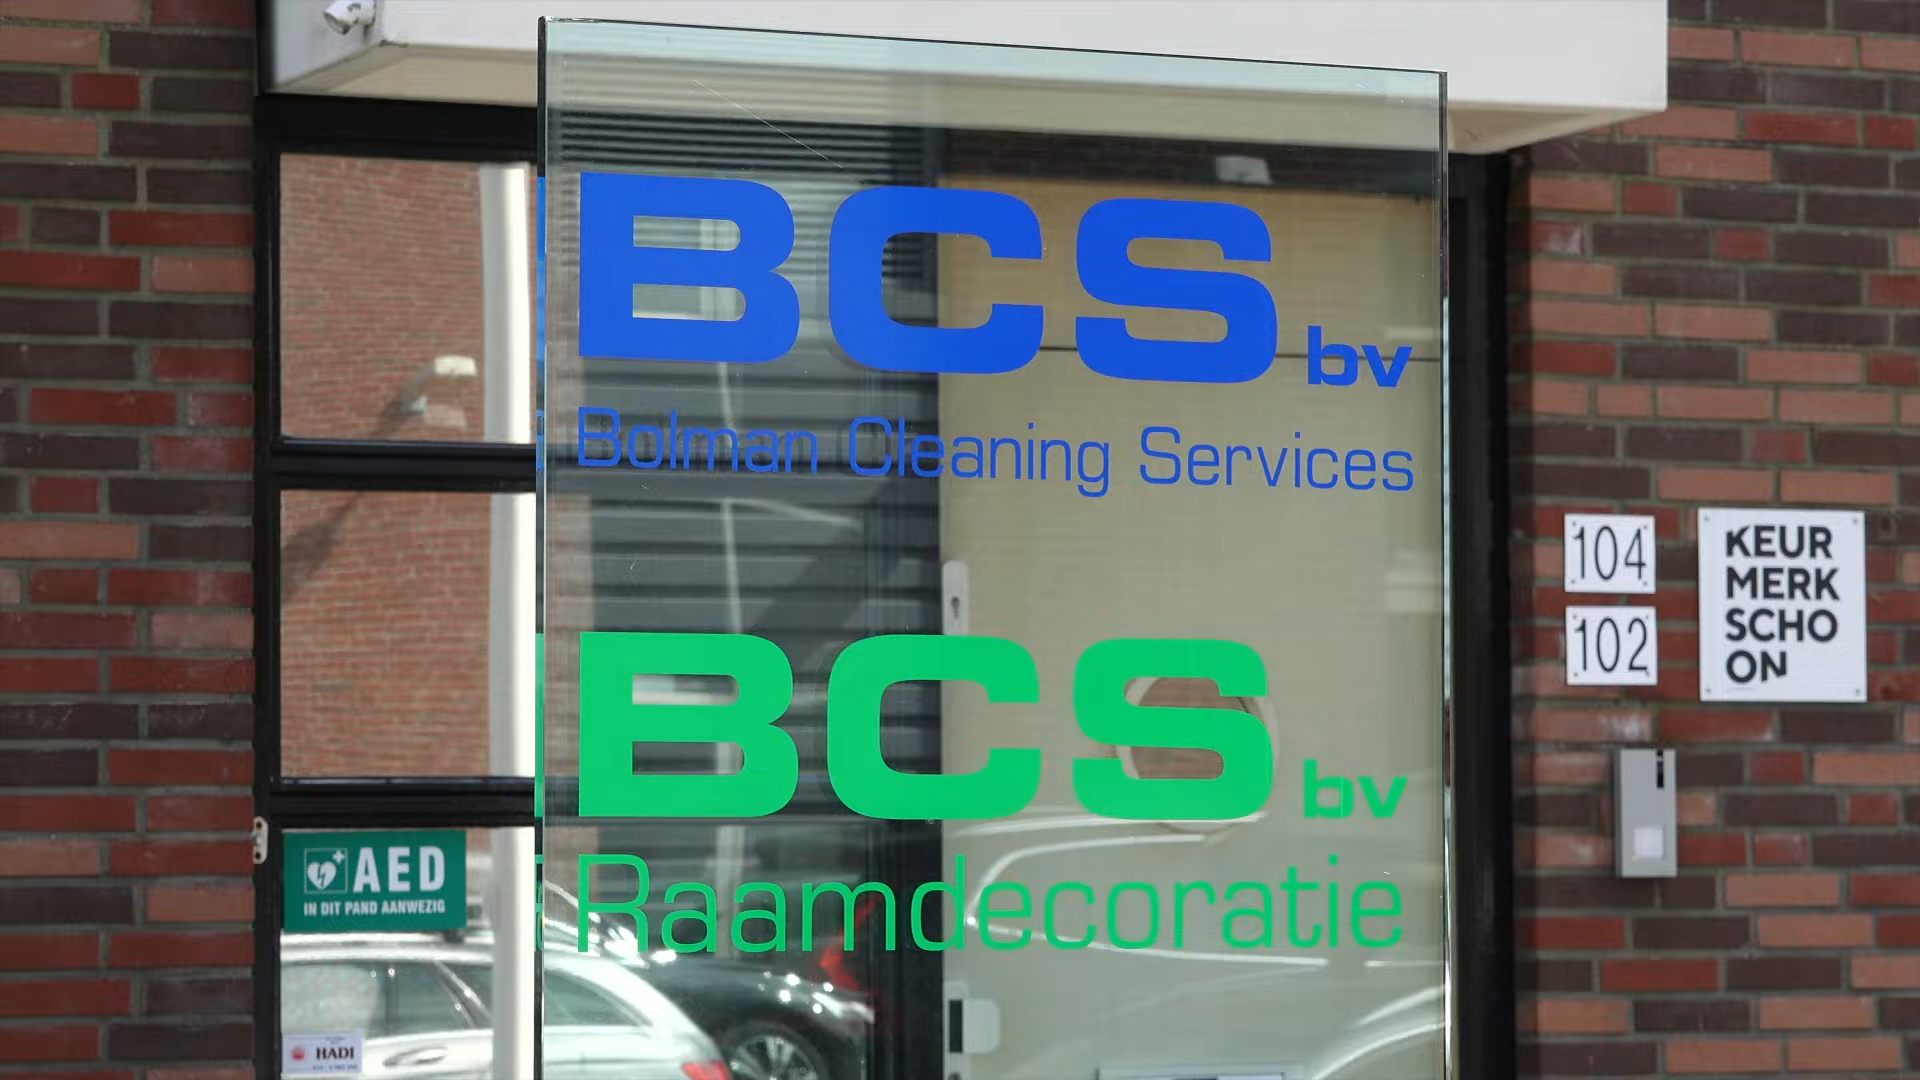 BCS bv
Bolman Cleaning Services
BCS bv
Raamdecoratie
104
102
KEUR
MERK
SCHO
ON
AED
IN DIT PAND AANWEZIG
HADI